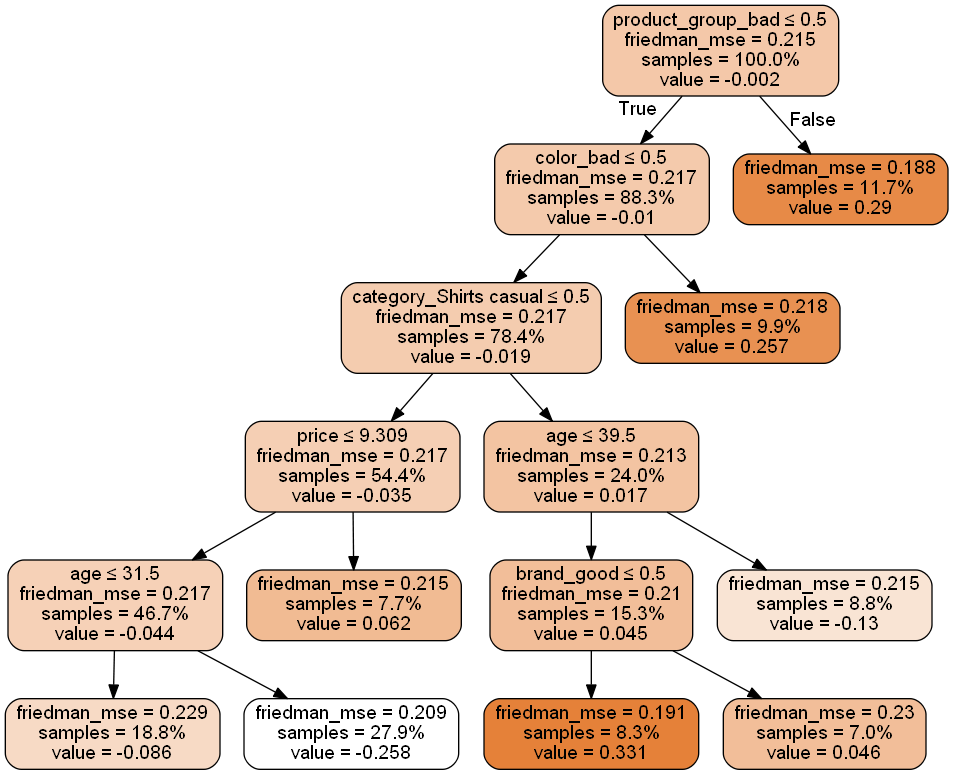 product_group_bad ≤ 0.5
friedman_mse = 0.215
samples = 100.0%
value = -0.002
True
False
color_bad ≤ 0.5
friedman_mse = 0.217
samples = 88.3%
value = -0.01
friedman_mse = 0.188
samples = 11.7%
value = 0.29
category_Shirts casual ≤ 0.5
friedman_mse = 0.217
samples = 78.4%
value = -0.019
friedman_mse = 0.218
samples = 9.9%
value = 0.257
price ≤ 9.309
friedman_mse = 0.217
samples = 54.4%
value = -0.035
age ≤ 39.5
friedman_mse = 0.213
samples = 24.0%
value = 0.017
age ≤ 31.5
friedman_mse = 0.217
samples = 46.7%
value = -0.044
friedman_mse = 0.215
samples = 7.7%
value = 0.062
brand_good ≤ 0.5
friedman_mse = 0.21
samples = 15.3%
value = 0.045
friedman_mse = 0.215
samples = 8.8%
value = -0.13
friedman_mse = 0.229
samples = 18.8%
value = -0.086
friedman_mse = 0.209
samples = 27.9%
value = -0.258
friedman_mse = 0.191
samples = 8.3%
value = 0.331
friedman_mse = 0.23
samples = 7.0%
value = 0.046